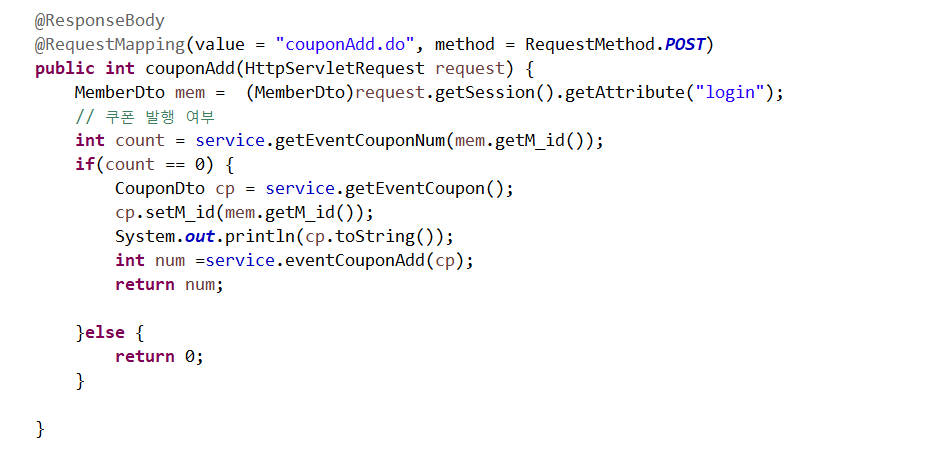 @ResponseBody
@RequestMapping(value = "couponAdd.do", method = RequestMethod.POST)
public int couponAdd(HttpServletRequest request) {
MemberDto mem =  (MemberDto)request.getSession().getAttribute("login");
// 쿠폰 발행 여부
int count = service.getEventCouponNum(mem.getM_id());
if(count == 0) {
CouponDto cp = service.getEventCoupon();
cp.setM_id(mem.getM_id());
System.out.println(cp.toString());
int num =service.eventCouponAdd(cp);
return num;
}else {
return 0;
}
}